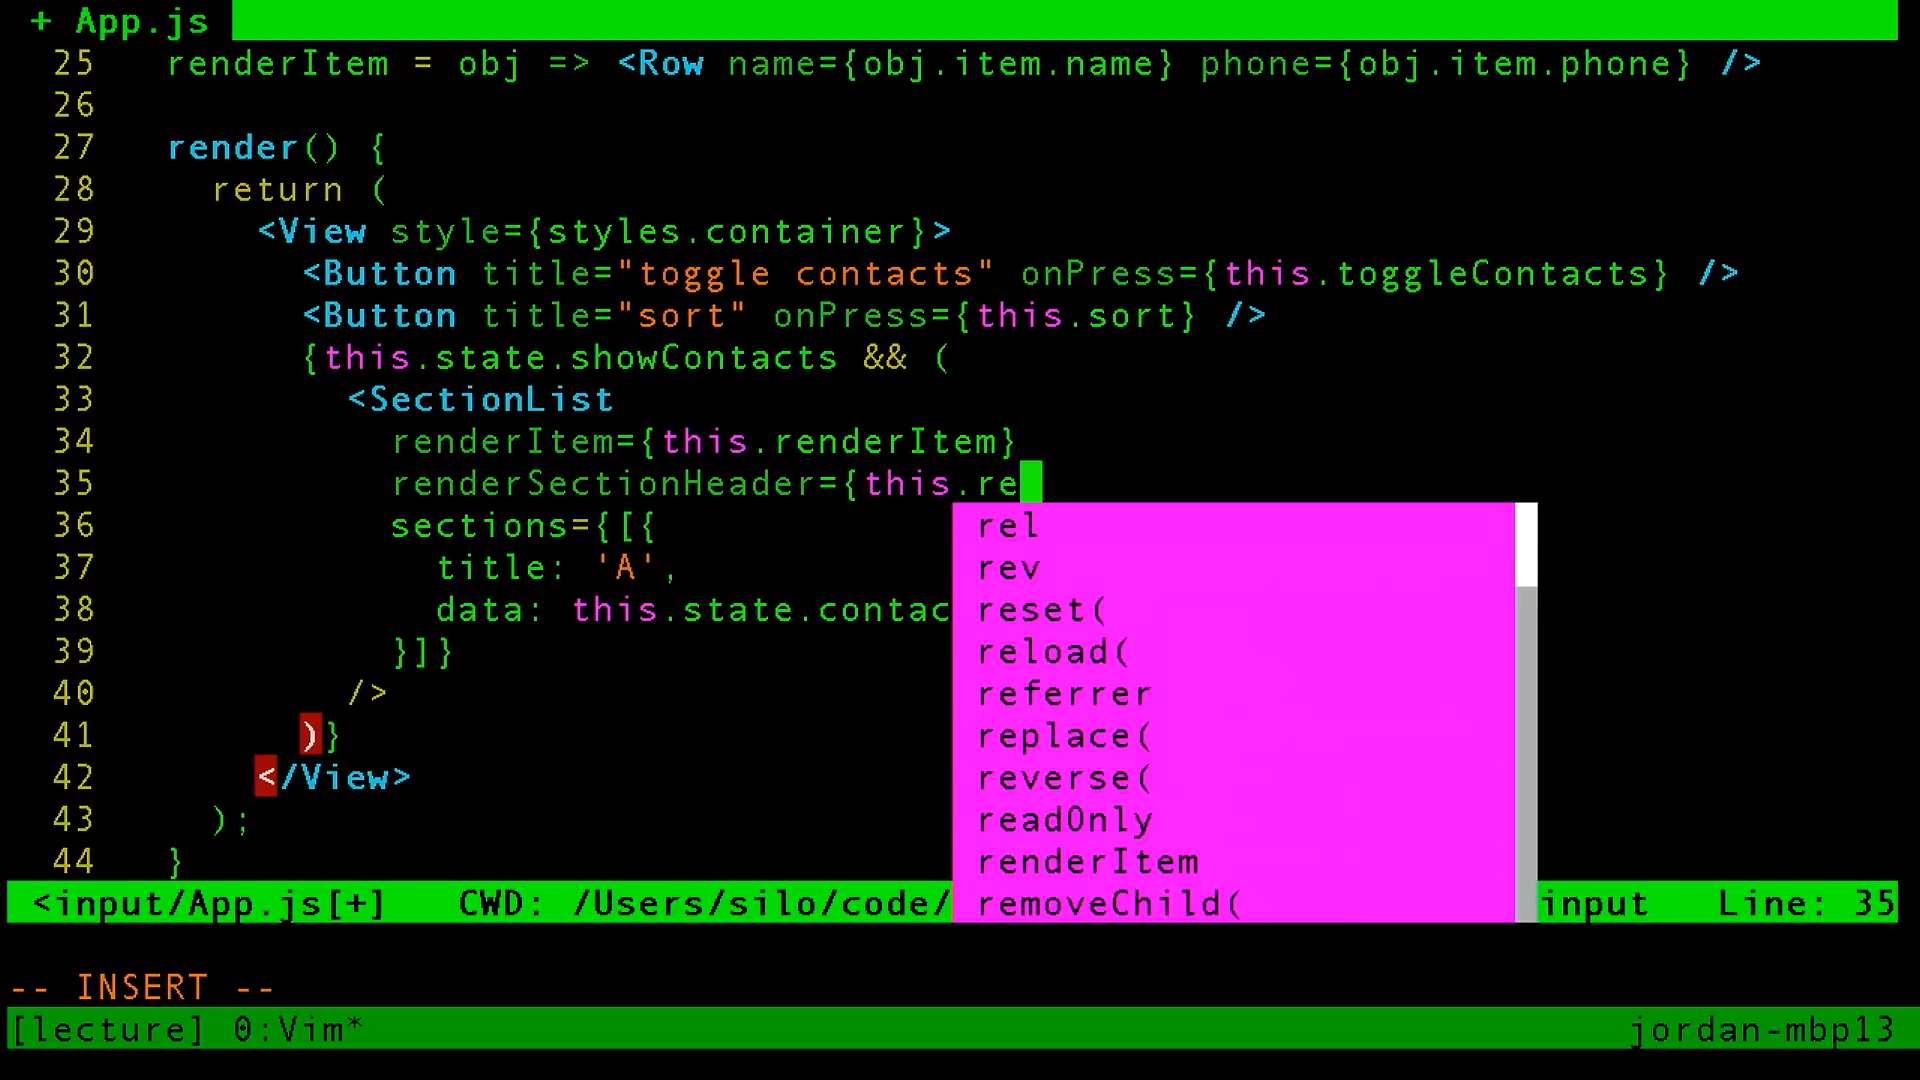 + App.js
25 renderItem = obj => <Row name={obj.item.name} phone={obj.item.phone} />
26
27 render() {
28 return (
29 <View style={styles.container}>
30 <Button title="toggle contacts" onPress={this.toggleContacts} />
31 <Button title="sort" onPress={this.sort} />
32 {this.state.showContacts && (
33 <SectionList
34 renderItem={this.renderItem}
35 renderSectionHeader={this.re
36 sections={[{ rel
37 title: 'A', rev
38 data: this.state.contac reset(
39 }]} reload(
40 /> referrer
41 )} replace(
42 </View> reverse(
43 ); readOnly
44 } renderItem
<input/App.js[+] CWD: /Users/silo/code/ removeChild( input Line: 35
-- INSERT --
[lecture] 0:Vim* jordan-mbp13